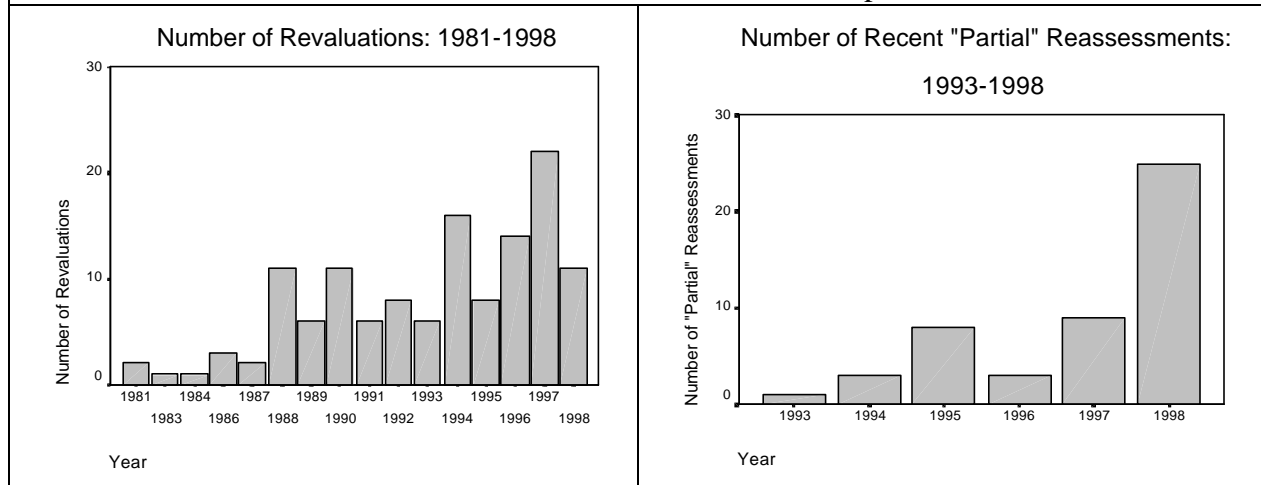 Number of Revaluations: 1981-1998
Number of Revaluations
30
20
10
0
1981 1984 1987 1989 1991 1993 1995 1997
1983 1986 1988 1990 1992 1994 1996 1998
Year
Number of Recent "Partial" Reassessments:
1993-1998
Number of "Partial" Reassessments
30
20
10
0
1993 1994 1995 1996 1997 1998
Year